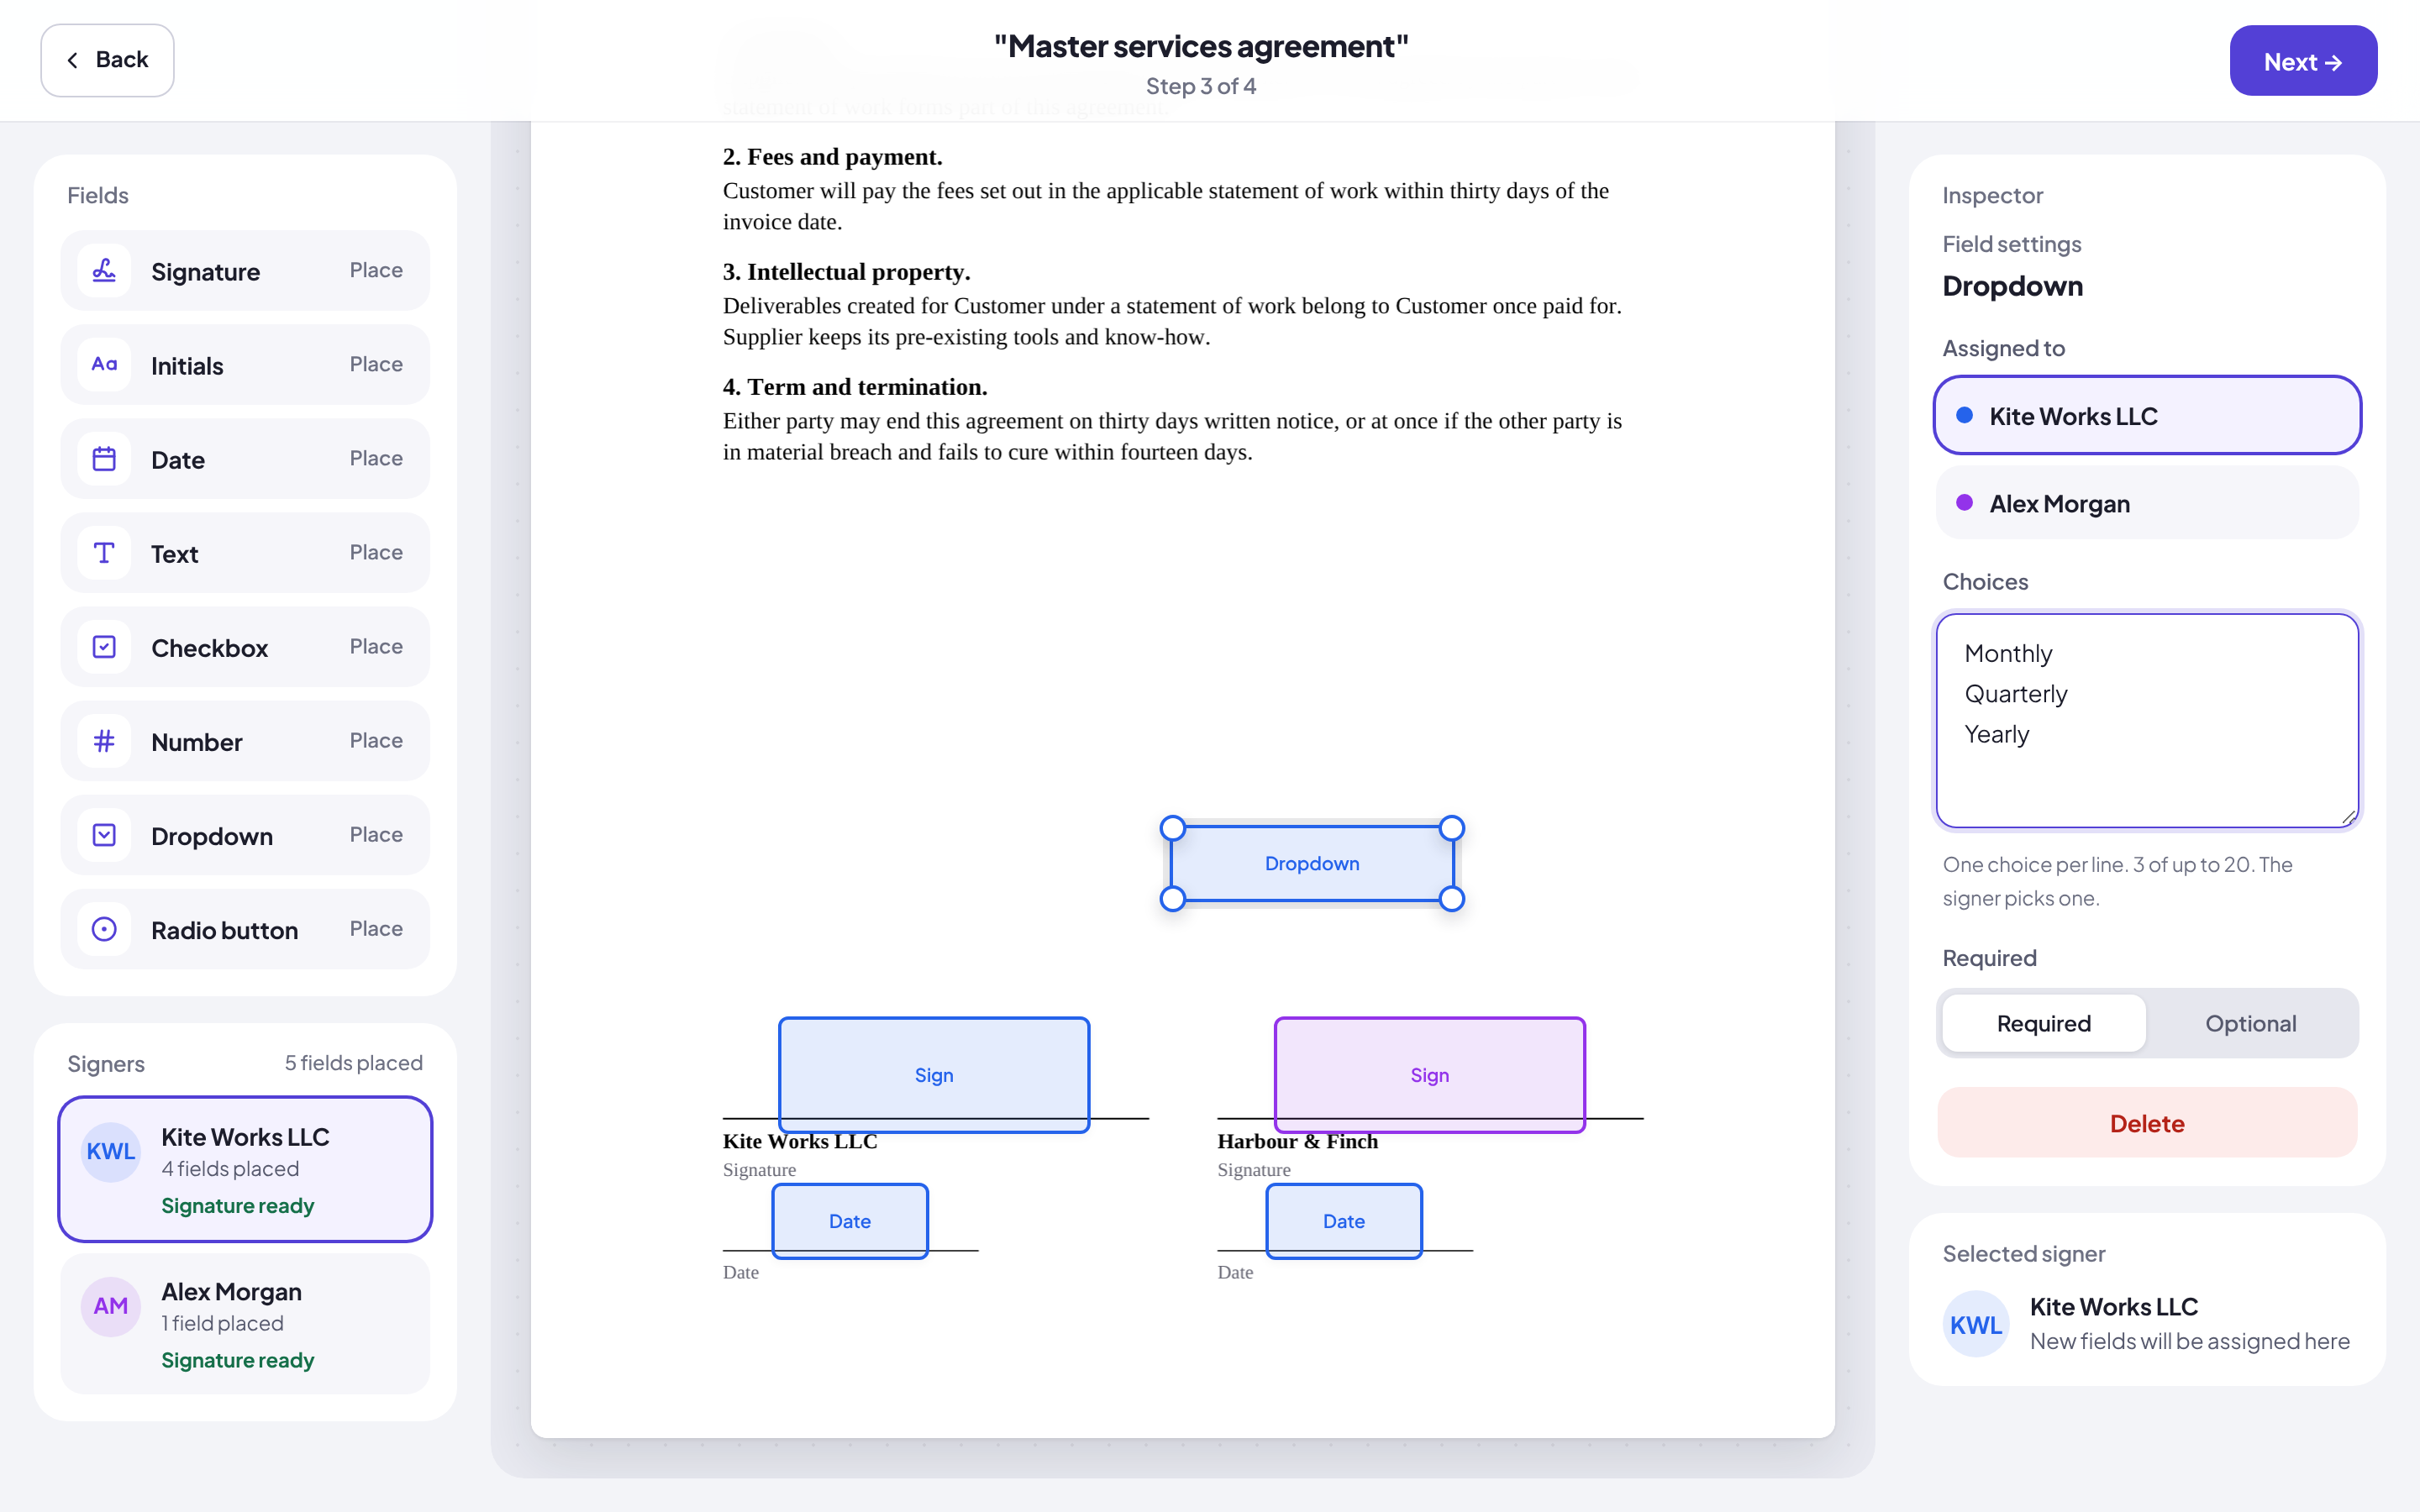 Back
"Master services agreement"
Step 3 of 4
Next →
Fields
Signature Place
Initials Place
Date Place
Text Place
Checkbox Place
Number Place
Dropdown Place
Radio button Place
Signers 5 fields placed
KWL Kite Works LLC
4 fields placed
Signature ready
AM Alex Morgan
1 field placed
Signature ready
statement of work forms part of this agreement.
2. Fees and payment.
Customer will pay the fees set out in the applicable statement of work within thirty days of the
invoice date.
3. Intellectual property.
Deliverables created for Customer under a statement of work belong to Customer once paid for.
Supplier keeps its pre-existing tools and know-how.
4. Term and termination.
Either party may end this agreement on thirty days written notice, or at once if the other party is
in material breach and fails to cure within fourteen days.
Dropdown
Sign Sign
Kite Works LLC Harbour & Finch
Signature Signature
Date Date
Date Date
Inspector
Field settings
Dropdown
Assigned to
Kite Works LLC
Alex Morgan
Choices
Monthly
Quarterly
Yearly
One choice per line. 3 of up to 20. The
signer picks one.
Required
Required Optional
Delete
Selected signer
KWL Kite Works LLC
New fields will be assigned here